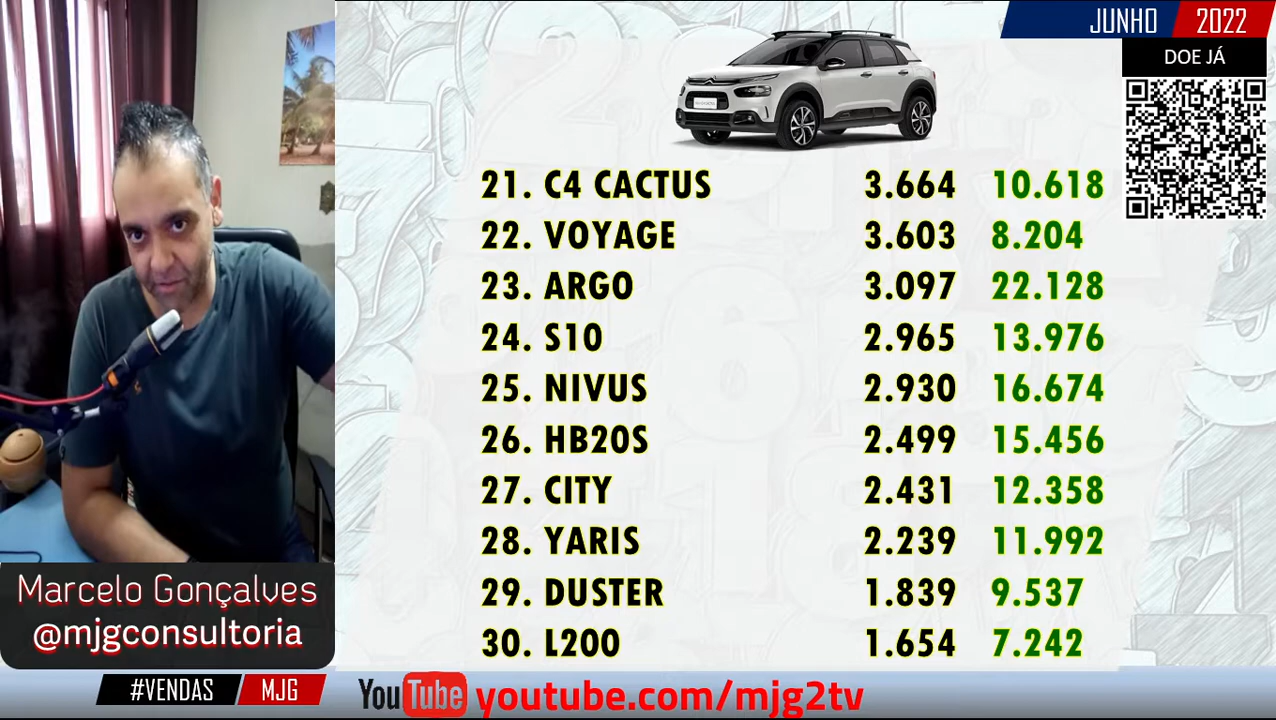 JUNHO 2022
DOE JÁ
21. C4 CACTUS 3.664 10.618
22. VOYAGE 3.603 8.204
23. ARGO 3.097 22.128
24. S10 2.965 13.976
25. NIVUS 2.930 16.674
26. HB20S 2.499 15.456
27. CITY 2.431 12.358
28. YARIS 2.239 11.992
29. DUSTER 1.839 9.537
30. L200 1.654 7.242
Marcelo Gonçalves
@mjgconsultoria
#VENDAS MJG YouTube youtube.com/mjg2tv